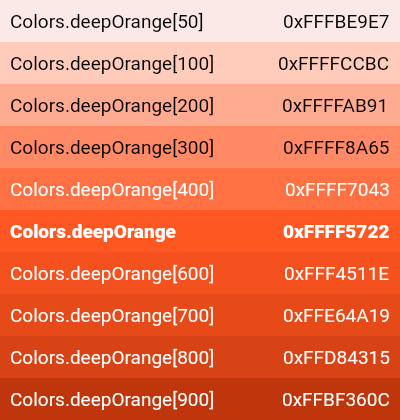 Colors.deepOrange[50] 0xFFFBE9E7
Colors.deepOrange[100] 0xFFFFCCBC
Colors.deepOrange[200] 0xFFFFAB91
Colors.deepOrange[300] 0xFFFF8A65
Colors.deepOrange[400] 0xFFFF7043
Colors.deepOrange 0xFFFF5722
Colors.deepOrange[600] 0xFFF4511E
Colors.deepOrange[700] 0xFFE64A19
Colors.deepOrange[800] 0xFFD84315
Colors.deepOrange[900] 0xFFBF360C